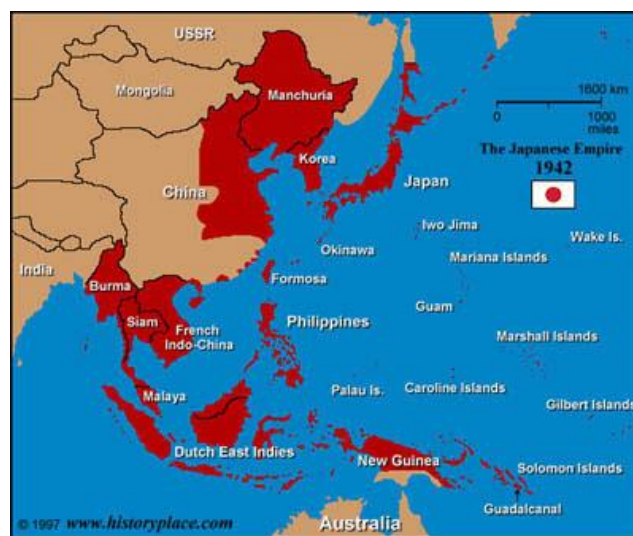 USSR
Mongolia
Manchuria
1600 km
0
1000
miles
The Japanese Empire
1942
Korea
Japan
China
Iwo Jima
Wake Is.
Okinawa
Mariana Islands
India
Burma
Formosa
Siam
French
Indo-China
Philippines
Guam
Marshall Islands
Malaya
Palau Is.
Caroline Islands
Gilbert Islands
Dutch East Indies
New Guinea
Solomon Islands
Guadalcanal
© 1997 www.historyplace.com
Australia